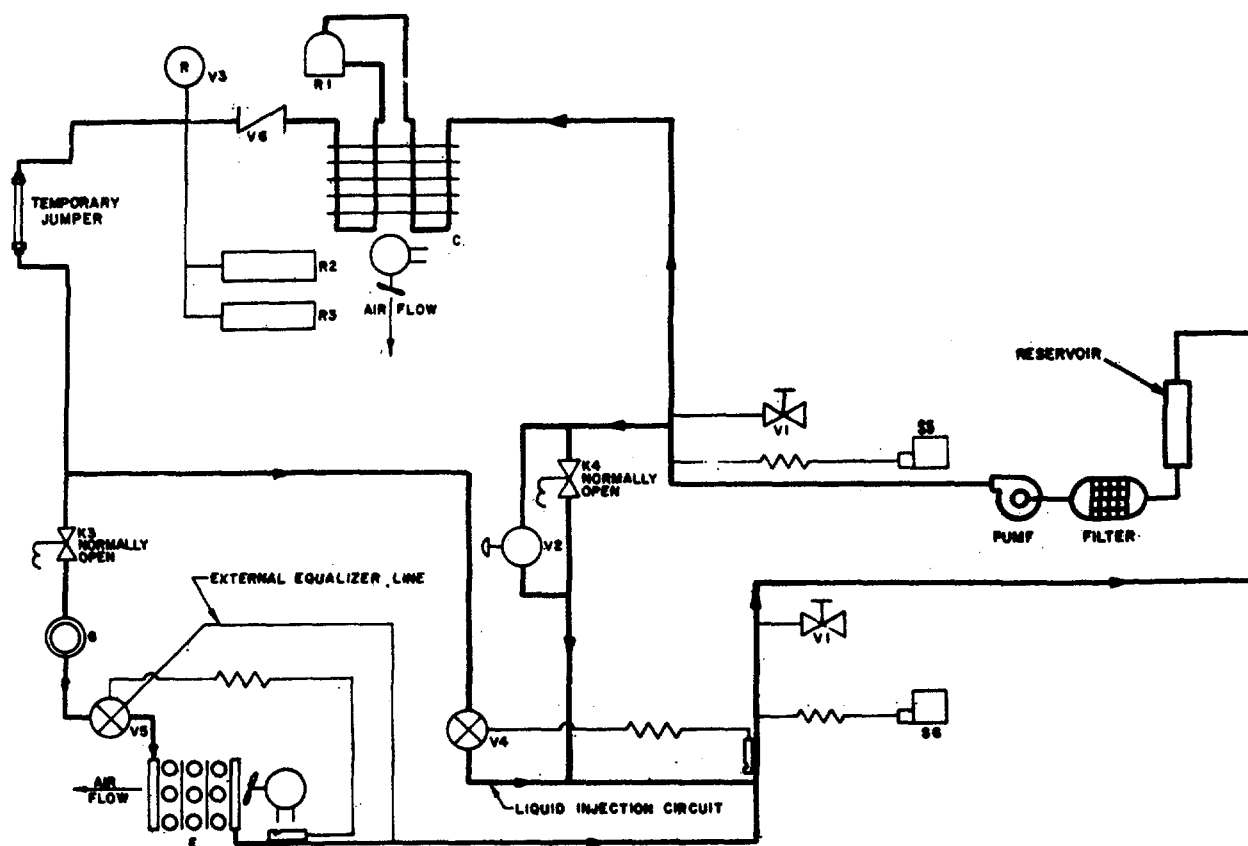 R
V3
R1
V6
TEMPORARY
JUMPER
C
R2
R3
AIR FLOW
RESERVOIR
V1
S5
K4
NORMALLY
OPEN
PUMP
FILTER
K3
NORMALLY
OPEN
V2
EXTERNAL EQUALIZER LINE
V1
G
V5
V4
S6
AIR
FLOW
LIQUID INJECTION CIRCUIT
E